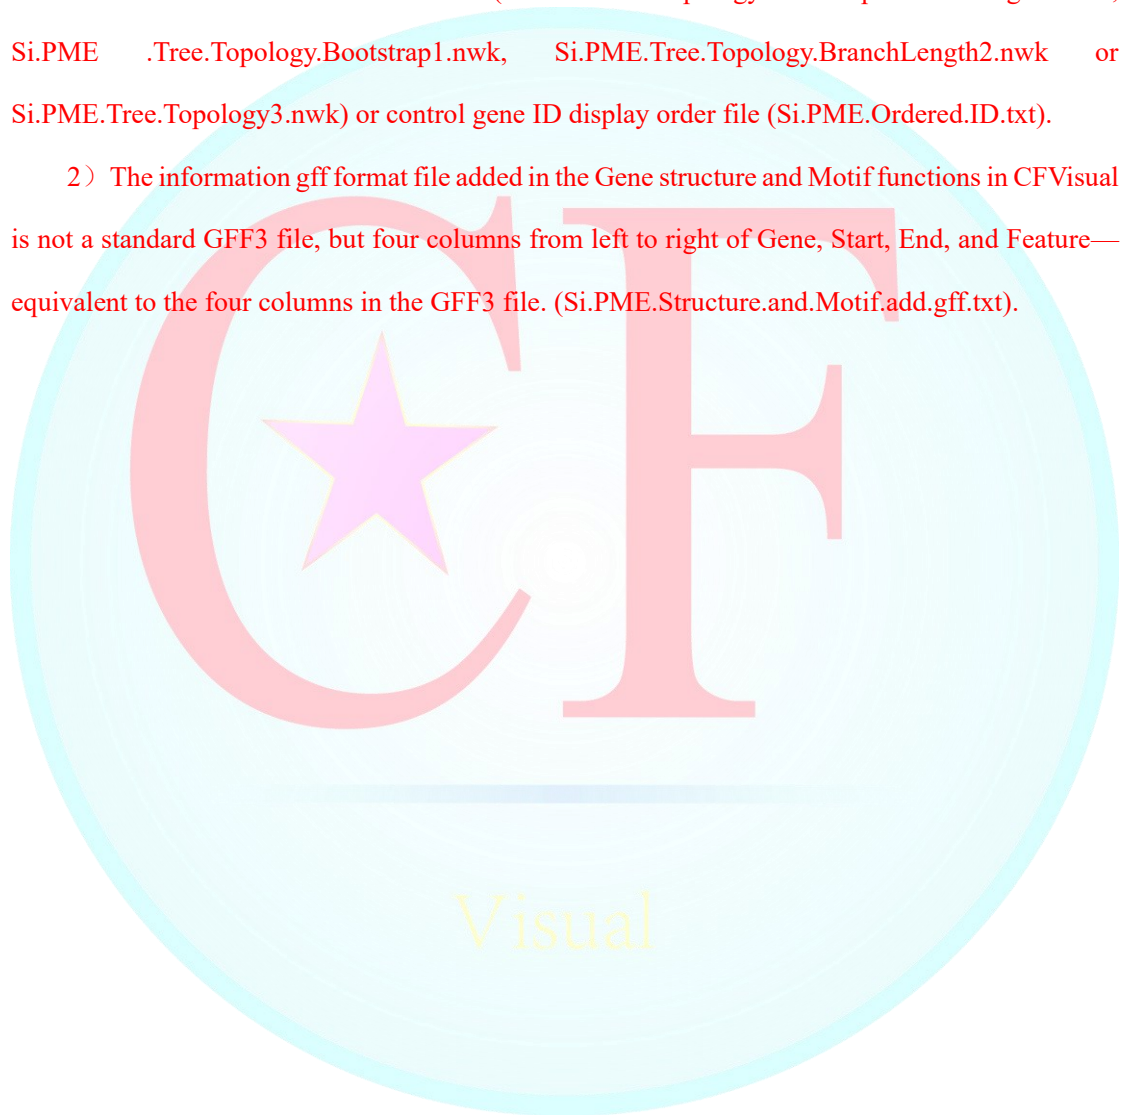 Si.PME .Tree.Topology.Bootstrap1.nwk, Si.PME.Tree.Topology.BranchLength2.nwk or
Si.PME.Tree.Topology3.nwk) or control gene ID display order file (Si.PME.Ordered.ID.txt).
2）The information gff format file added in the Gene structure and Motif functions in CFVisual
is not a standard GFF3 file, but four columns from left to right of Gene, Start, End, and Feature—
equivalent to the four columns in the GFF3 file. (Si.PME.Structure.and.Motif.add.gff.txt).
CF
Visual